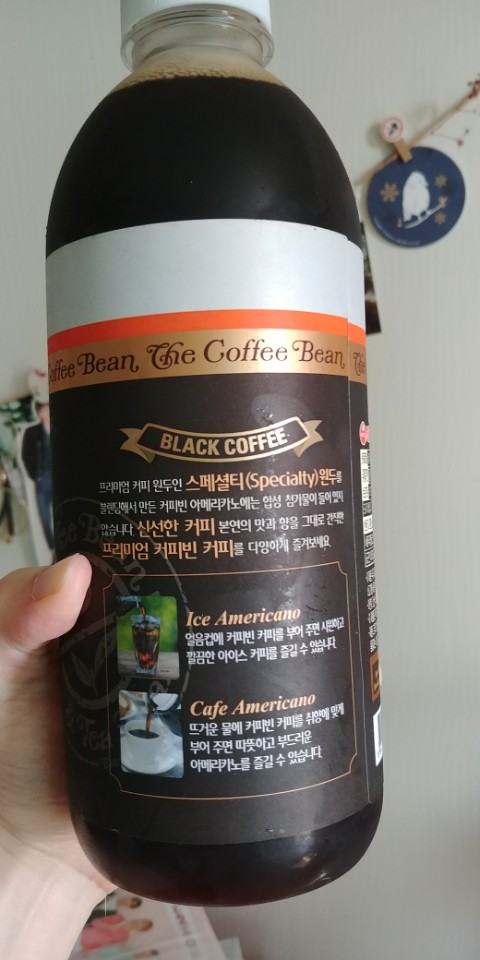 Coffee Bean The Coffee Bean
BLACK COFFEE
프리미엄 커피 원두인 스페셜티(Specialty)원두를
블렌딩해서 만든 커피빈 아메리카노에는 합성 첨가물이 들어 있지
않습니다. 신선한 커피 본연의 맛과 향을 그대로 간직한
프리미엄 커피빈 커피를 다양하게 즐겨보세요.
Ice Americano
얼음컵에 커피빈 커피를 부어 주면 시원하고
깔끔한 아이스 커피를 즐길 수 있습니다.
Cafe Americano
뜨거운 물에 커피빈 커피를 취향에 맞게
부어 주면 따뜻하고 부드러운
아메리카노를 즐길 수 있습니다.